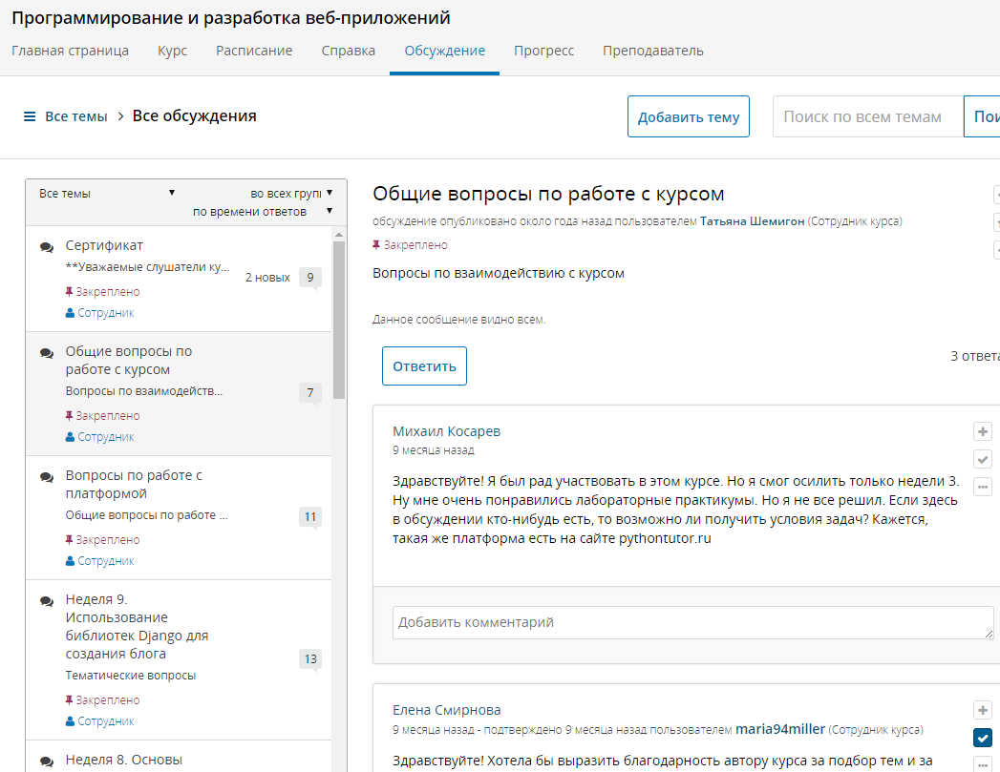 Программирование и разработка веб-приложений
Главная страница Курс Расписание Справка Обсуждение Прогресс Преподаватель
Все темы > Все обсуждения
Добавить тему
Поиск по всем темам
Пои
Все темы
во всех груп
по времени ответов
Сертификат
**Уважаемые слушатели ку...
2 новых 9
Закреплено
Сотрудник
Общие вопросы по
работе с курсом
Вопросы по взаимодейств...
7
Закреплено
Сотрудник
Вопросы по работе с
платформой
Общие вопросы по работе ...
11
Закреплено
Сотрудник
Неделя 9.
Использование
библиотек Django для
создания блога
13
Тематические вопросы
Закреплено
Сотрудник
Неделя 8. Основы
Общие вопросы по работе с курсом
обсуждение опубликовано около года назад пользователем Татьяна Шемигон (Сотрудник курса)
Закреплено
Вопросы по взаимодействию с курсом
Данное сообщение видно всем.
Ответить
3 ответа
Михаил Косарев
9 месяца назад
Здравствуйте! Я был рад участвовать в этом курсе. Но я смог осилить только недели 3.
Ну мне очень понравились лабораторные практикумы. Но я не все решил. Если здесь
в обсуждении кто-нибудь есть, то возможно ли получить условия задач? Кажется,
такая же платформа есть на сайте pythontutor.ru
Добавить комментарий
Елена Смирнова
9 месяца назад - подтверждено 9 месяца назад пользователем maria94miller (Сотрудник курса)
Здравствуйте! Хотела бы выразить благодарность автору курса за подбор тем и за